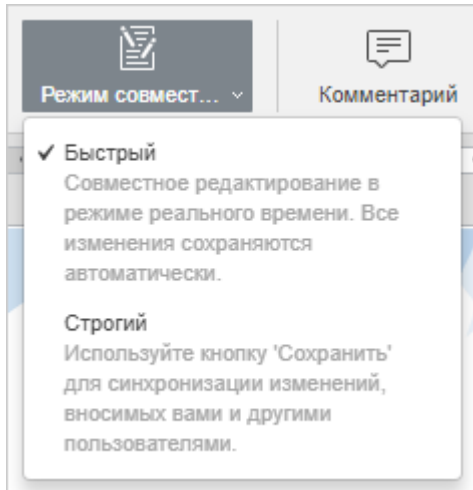 Режим совмест...
Комментарий
Быстрый
Совместное редактирование в
режиме реального времени. Все
изменения сохраняются
автоматически.
Строгий
Используйте кнопку 'Сохранить'
для синхронизации изменений,
вносимых вами и другими
пользователями.